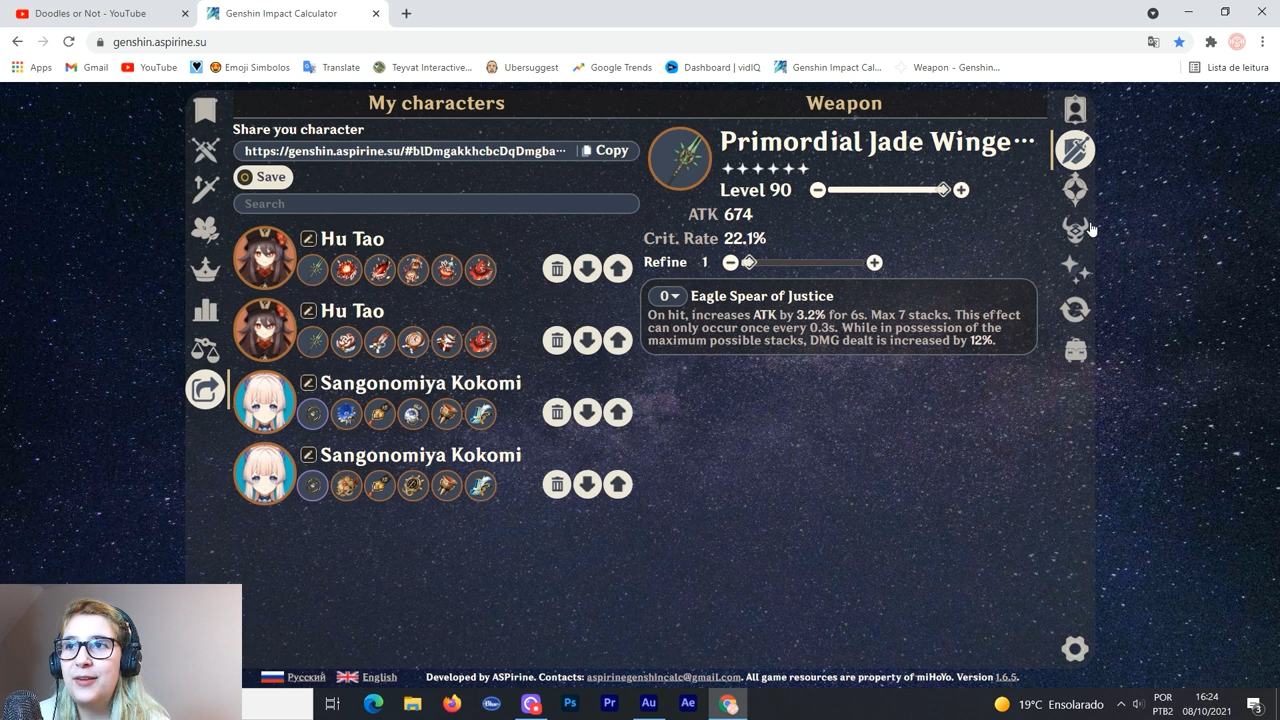 Doodles or Not - YouTube
Genshin Impact Calculator
genshin.aspirine.su
Apps Gmail YouTube Emoji Simbolos Translate Teyvat Interactive... Ubersuggest Google Trends Dashboard | vidIQ Genshin Impact Cal... Weapon - Genshin... Lista de leitura
My characters
Share you character
https://genshin.aspirine.su/#blDmgakkhcbcDqDmgba··· Copy
Save
Search
Hu Tao
Hu Tao
Sangonomiya Kokomi
Sangonomiya Kokomi
Weapon
Primordial Jade Winge···
Level 90
ATK 674
Crit. Rate 22.1%
Refine 1
0 Eagle Spear of Justice
On hit, increases ATK by 3.2% for 6s. Max 7 stacks. This effect
can only occur once every 0.3s. While in possession of the
maximum possible stacks, DMG dealt is increased by 12%.
Русский English Developed by ASPirine. Contacts: aspirinegenshincalc@gmail.com. All game resources are property of miHoYo. Version 1.6.5.
Ps Pr Au Ae
19°C Ensolarado
POR
PTB2
16:24
08/10/2021
3